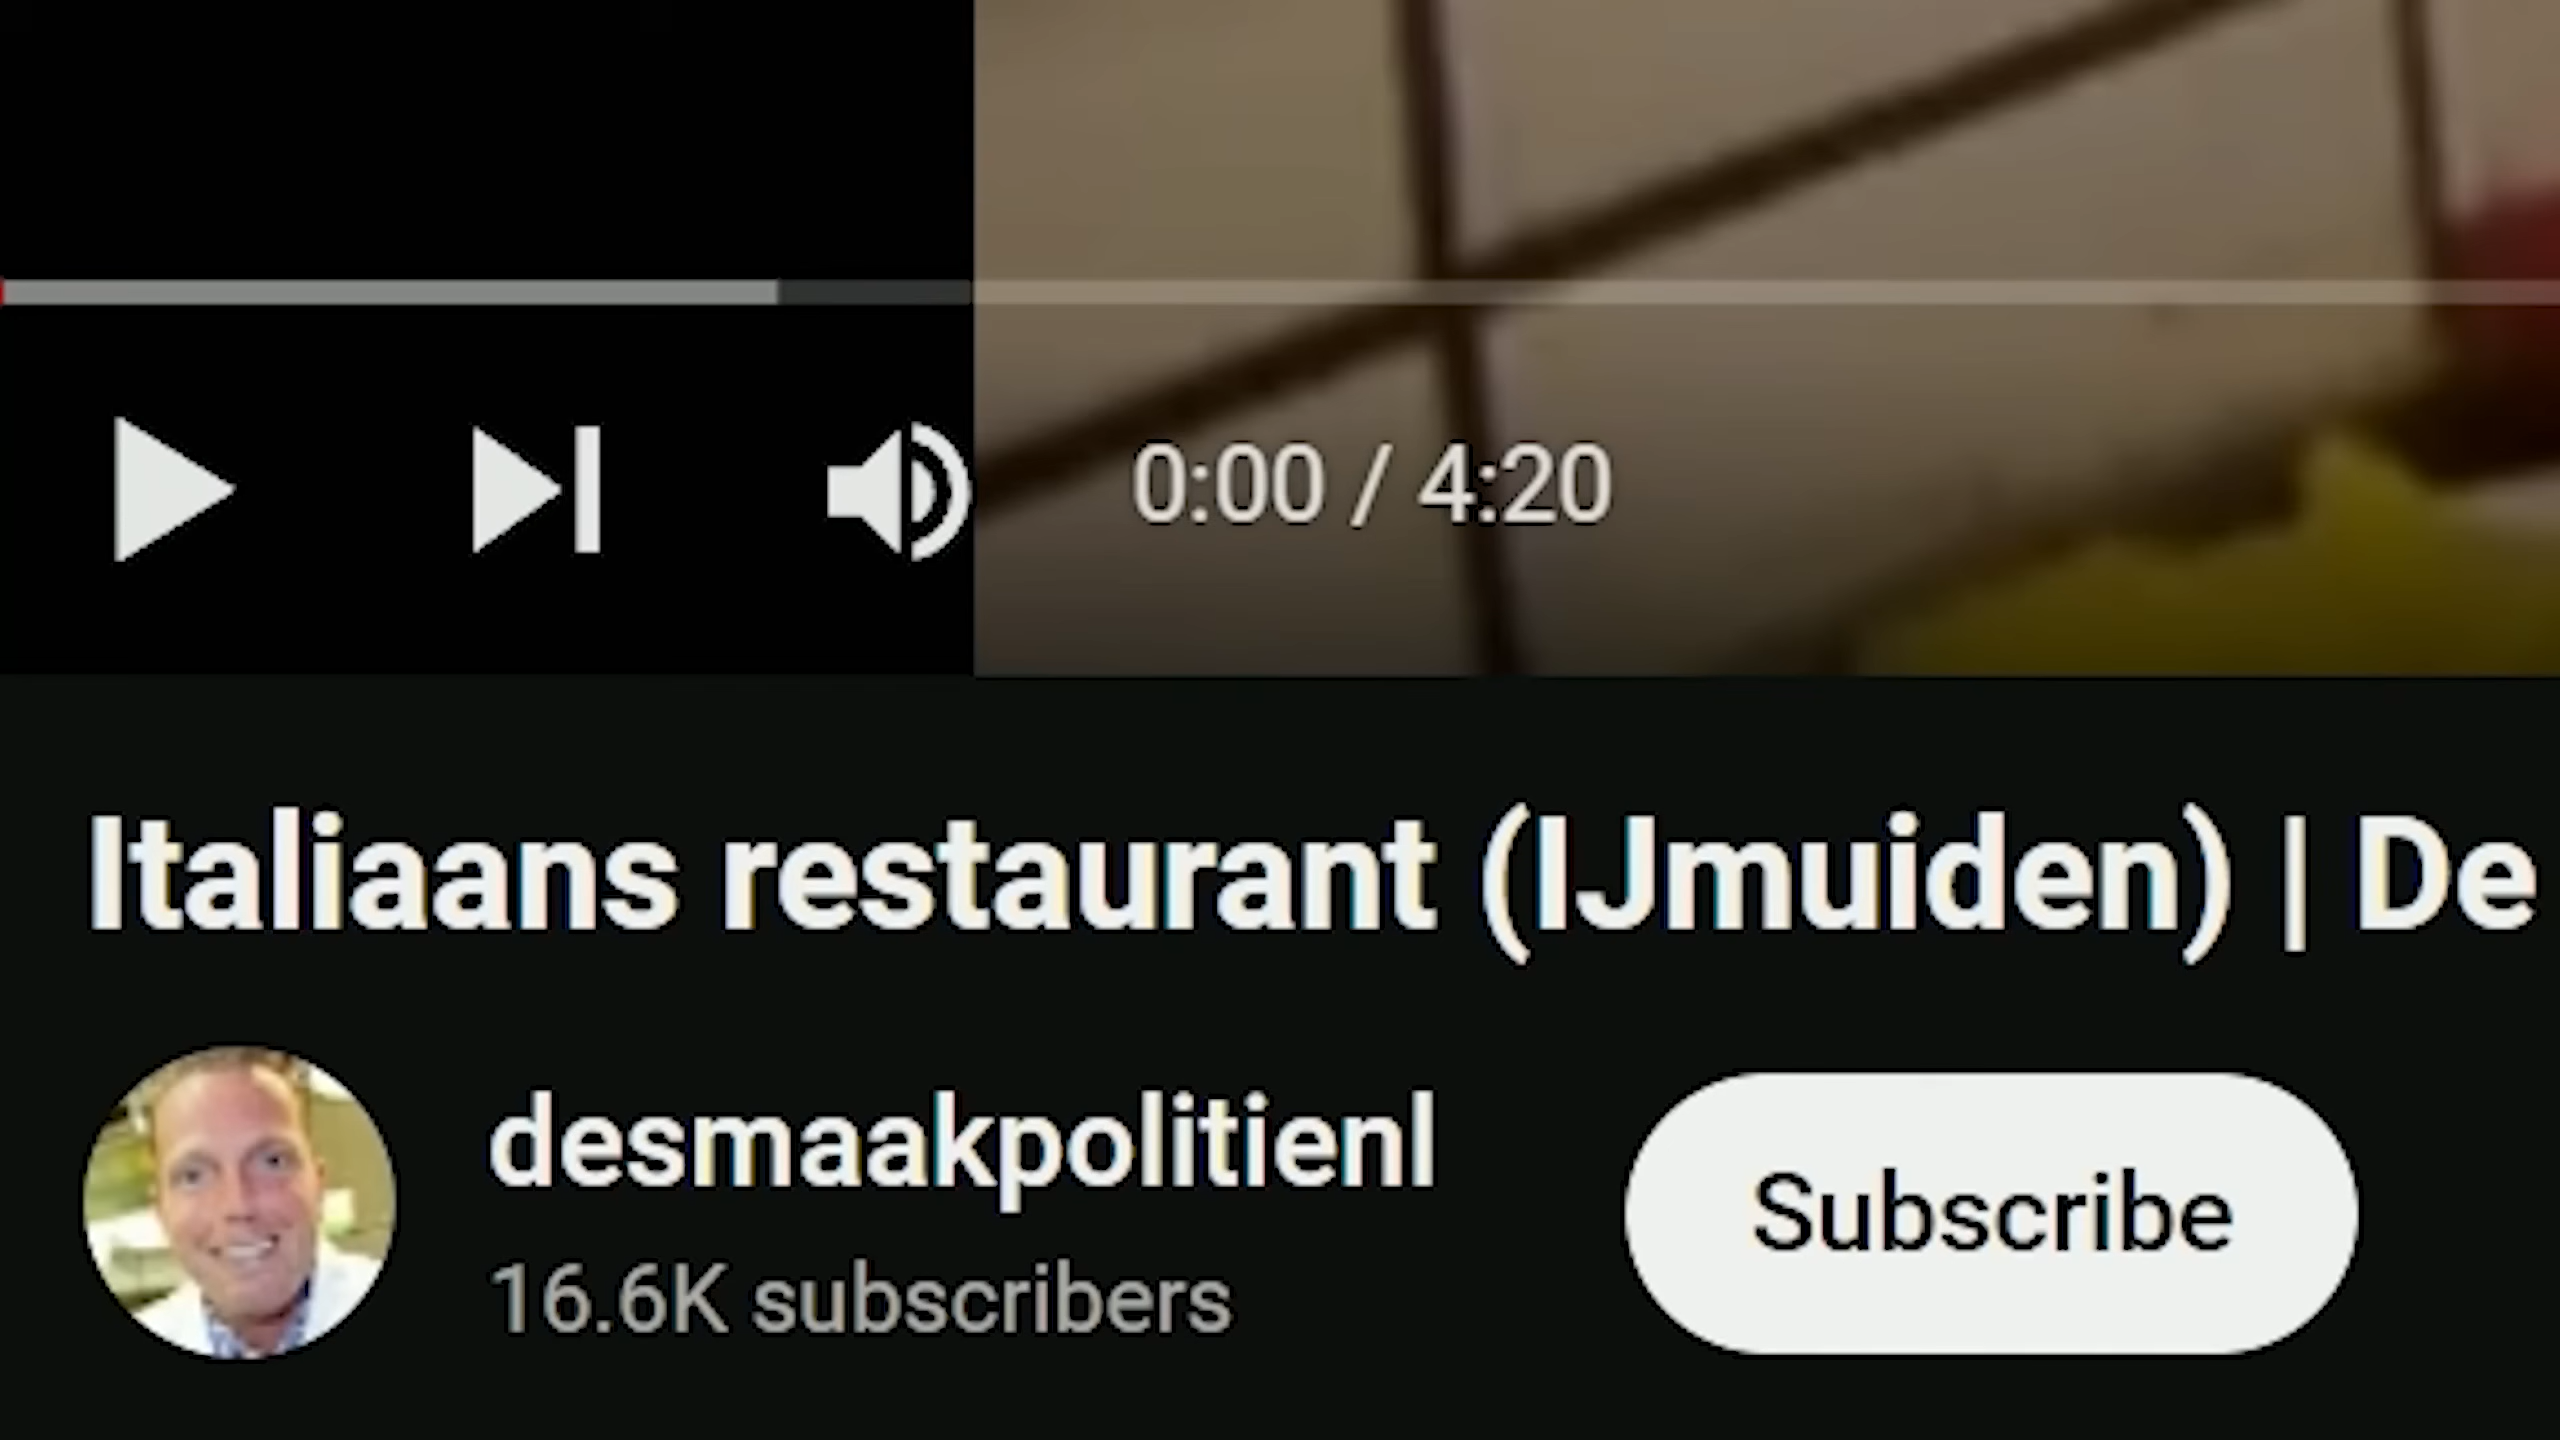 0:00 / 4:20
Italiaans restaurant (IJmuiden) | De
desmaakpolitienl
16.6K subscribers
Subscribe